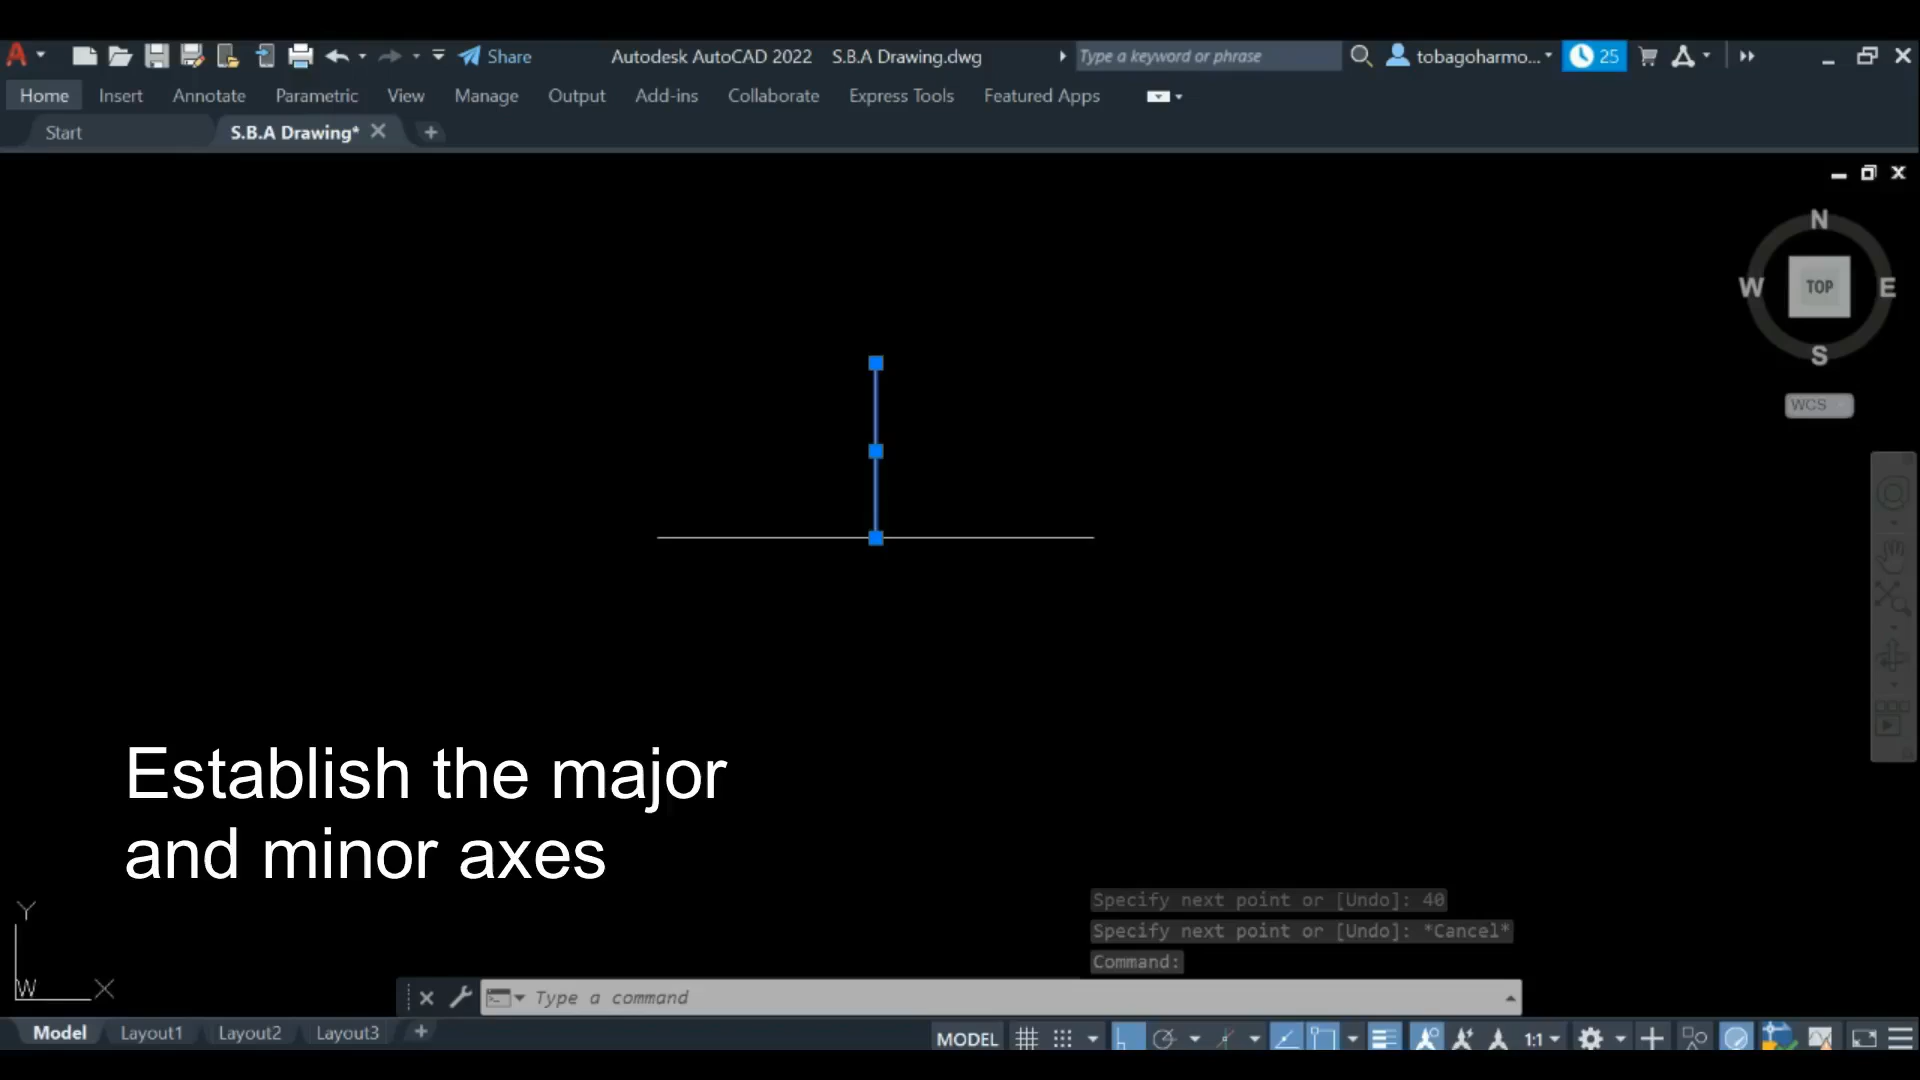 Share Autodesk AutoCAD 2022 S.B.A Drawing.dwg Type a keyword or phrase tobagoharmo... 25
Home Insert Annotate Parametric View Manage Output Add-ins Collaborate Express Tools Featured Apps
Start S.B.A Drawing*
N
W TOP E
S
WCS
Establish the major
and minor axes
Specify next point or [Undo]: 40
Specify next point or [Undo]: *Cancel*
Command:
Y
W X
Type a command
Model Layout1 Layout2 Layout3 MODEL 1:1